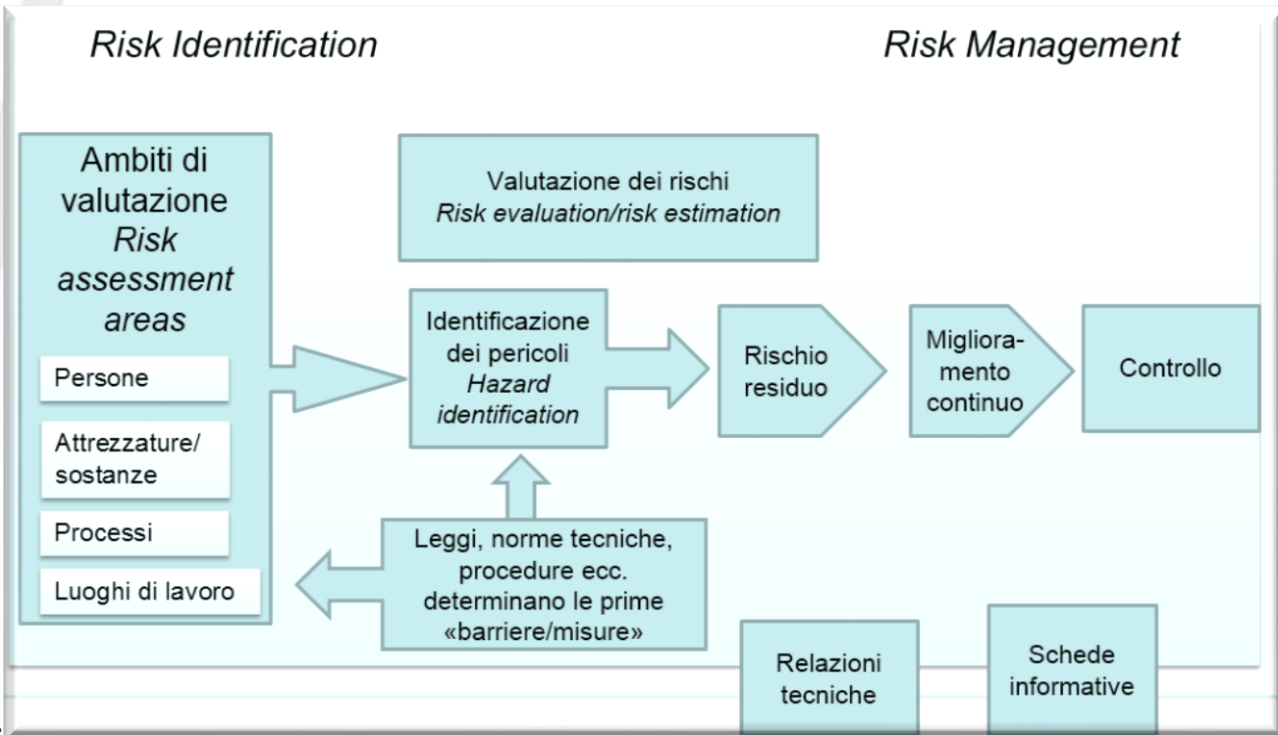 Risk Identification
Risk Management
Ambiti di
valutazione
Risk
assessment
areas
Persone
Attrezzature/
sostanze
Processi
Luoghi di lavoro
Valutazione dei rischi
Risk evaluation/risk estimation
Identificazione
dei pericoli
Hazard
identification
Leggi, norme tecniche,
procedure ecc.
determinano le prime
«barriere/misure»
Rischio
residuo
Migliora-
mento
continuo
Controllo
Relazioni
tecniche
Schede
informative